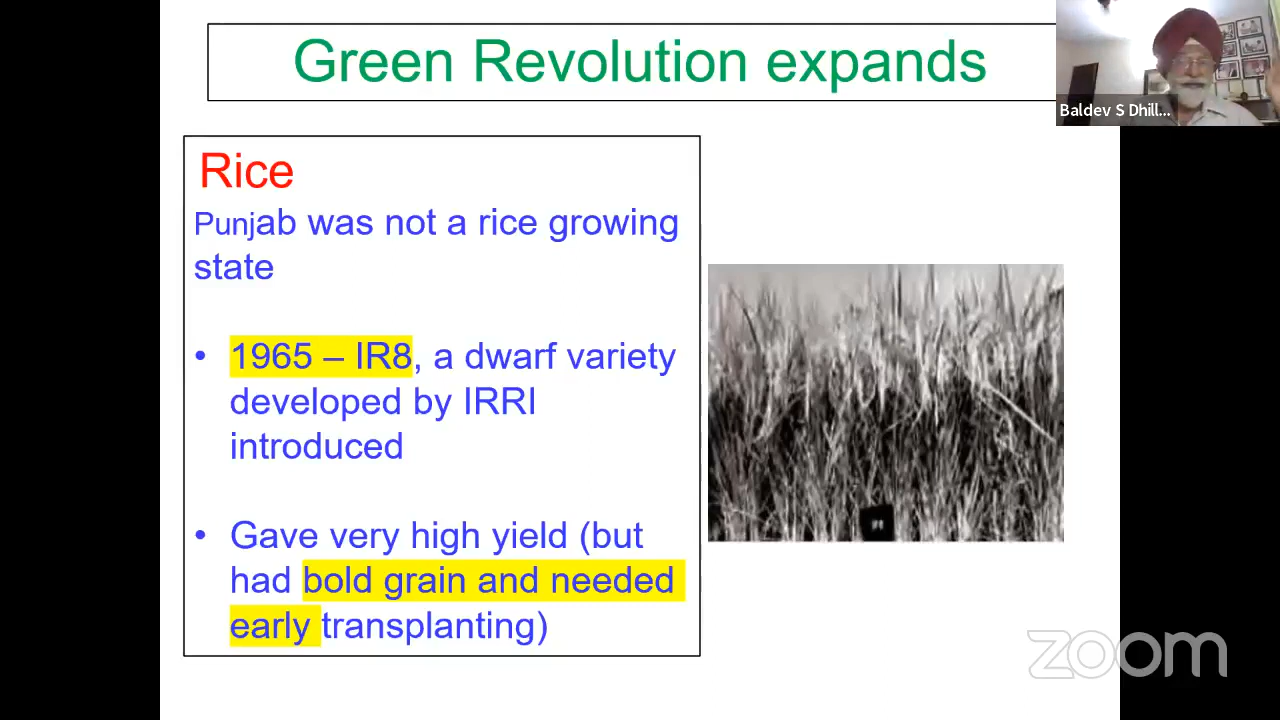 Green Revolution expands
Baldev S Dhill...
Rice
Punjab was not a rice growing
state
• 1965 – IR8, a dwarf variety
developed by IRRI
introduced
• Gave very high yield (but
had bold grain and needed
early transplanting)
zoom